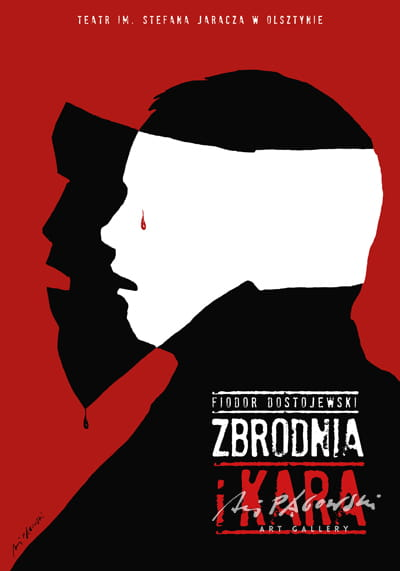 TEATR IM. STEFANA JARACZA W OLSZTYNIE
FIODOR DOSTOJEWSKI
ZBRODNIA
i KARA
ART GALLERY